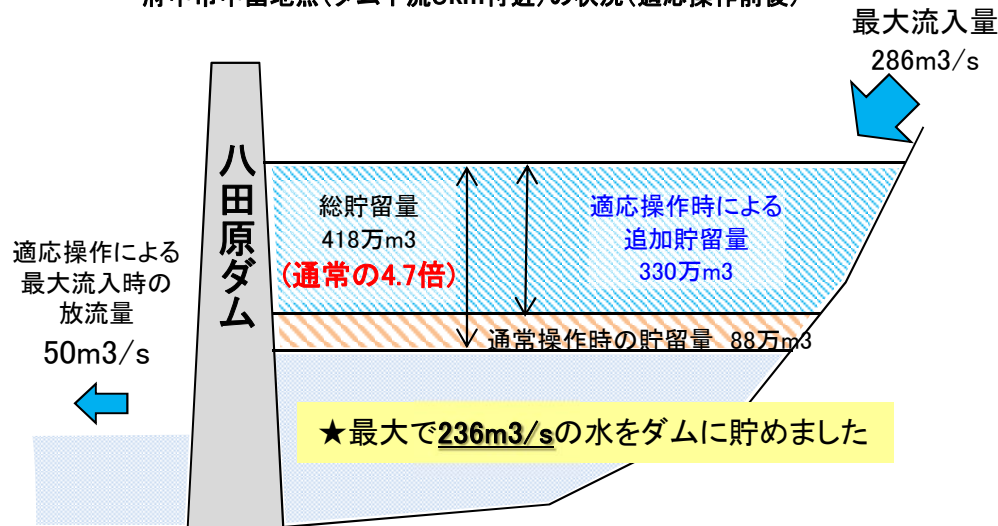 最大流入量
286m3/s
八田原ダム
総貯留量
418万m3
(通常の4.7倍)
適応操作時による
追加貯留量
330万m3
適応操作による
最大流入時の
放流量
50m3/s
通常操作時の貯留量 88万m3
★最大で236m3/sの水をダムに貯めました